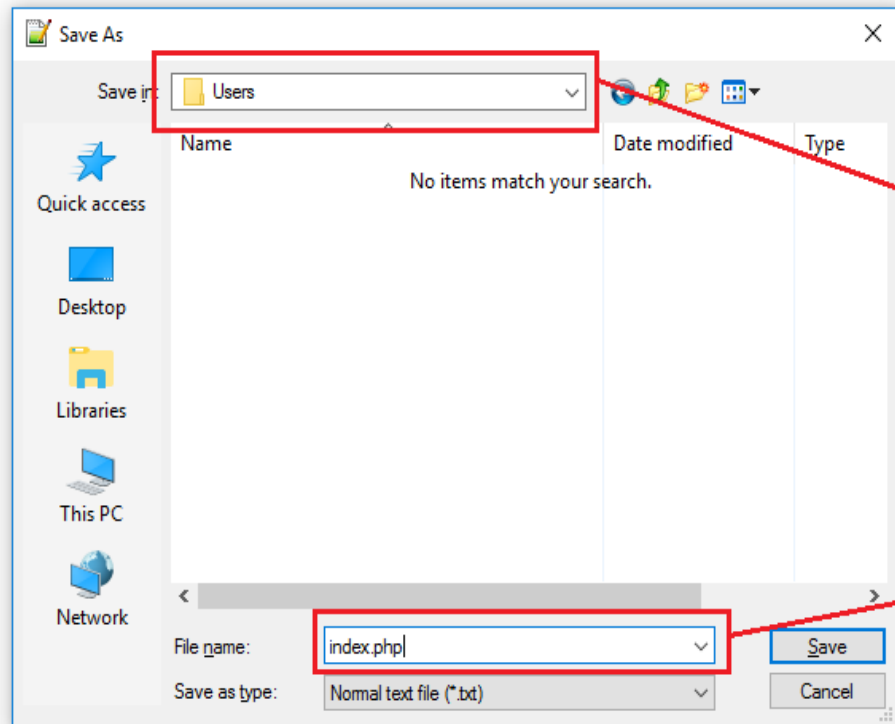 Save As
Save in:
Users
Name
Date modified
Type
No items match your search.
Quick access
Desktop
Libraries
This PC
Network
File name:
index.php
Save
Save as type:
Normal text file (*.txt)
Cancel